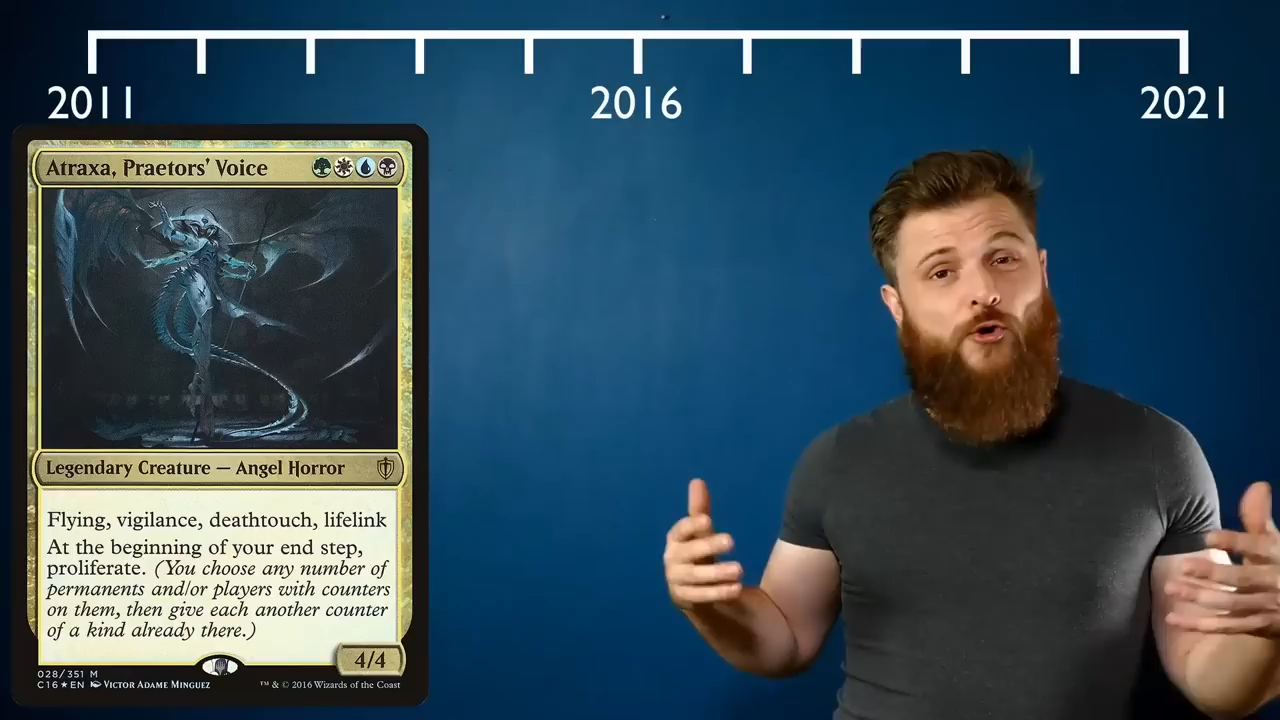 2011 2016 2021
Atraxa, Praetors' Voice
Legendary Creature — Angel Horror
Flying, vigilance, deathtouch, lifelink
At the beginning of your end step,
proliferate. (You choose any number of
permanents and/or players with counters
on them, then give each another counter
of a kind already there.)
4/4
028/351 M
C16★EN Victor Adame Minguez
™ & © 2016 Wizards of the Coast